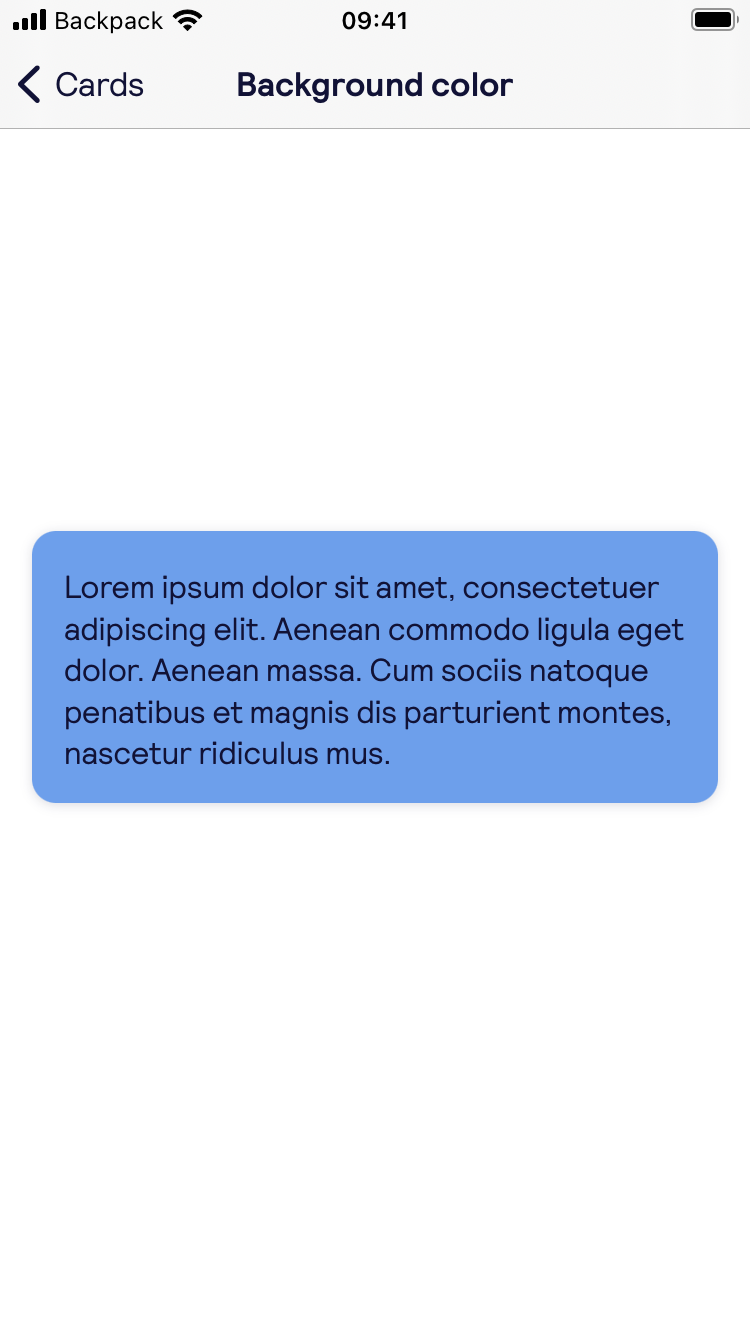 Backpack 09:41
Cards Background color
Lorem ipsum dolor sit amet, consectetuer
adipiscing elit. Aenean commodo ligula eget
dolor. Aenean massa. Cum sociis natoque
penatibus et magnis dis parturient montes,
nascetur ridiculus mus.